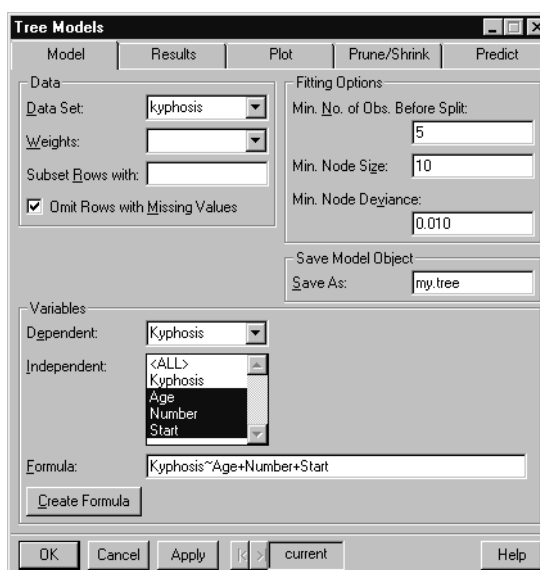 Tree Models
Model Results Plot Prune/Shrink Predict
Data
Data Set: kyphosis
Weights:
Subset Rows with:
Omit Rows with Missing Values
Fitting Options
Min. No. of Obs. Before Split:
5
Min. Node Size: 10
Min. Node Deviance:
0.010
Save Model Object
Save As: my.tree
Variables
Dependent: Kyphosis
Independent: <ALL>
Kyphosis
Age
Number
Start
Formula: Kyphosis~Age+Number+Start
Create Formula
OK Cancel Apply |< > current Help